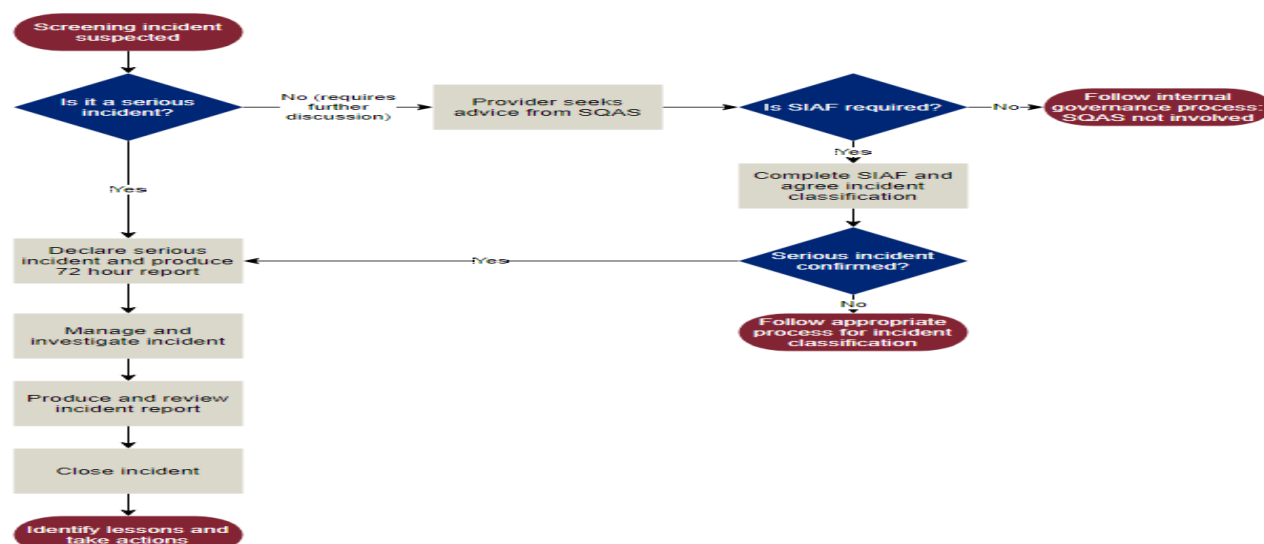 Screening incident
suspected
Is it a serious
incident?
No (requires
further
discussion)
Provider seeks
advice from SQAS
Is SIAF required?
No
Follow internal
governance process:
SQAS not involved
Yes
Yes
Complete SIAF and
agree incident
classification
Declare serious
incident and produce
72 hour report
Yes
Serious incident
confirmed?
No
Manage and
investigate incident
Follow appropriate
process for incident
classification
Produce and review
incident report
Close incident
Identify lessons and
take actions